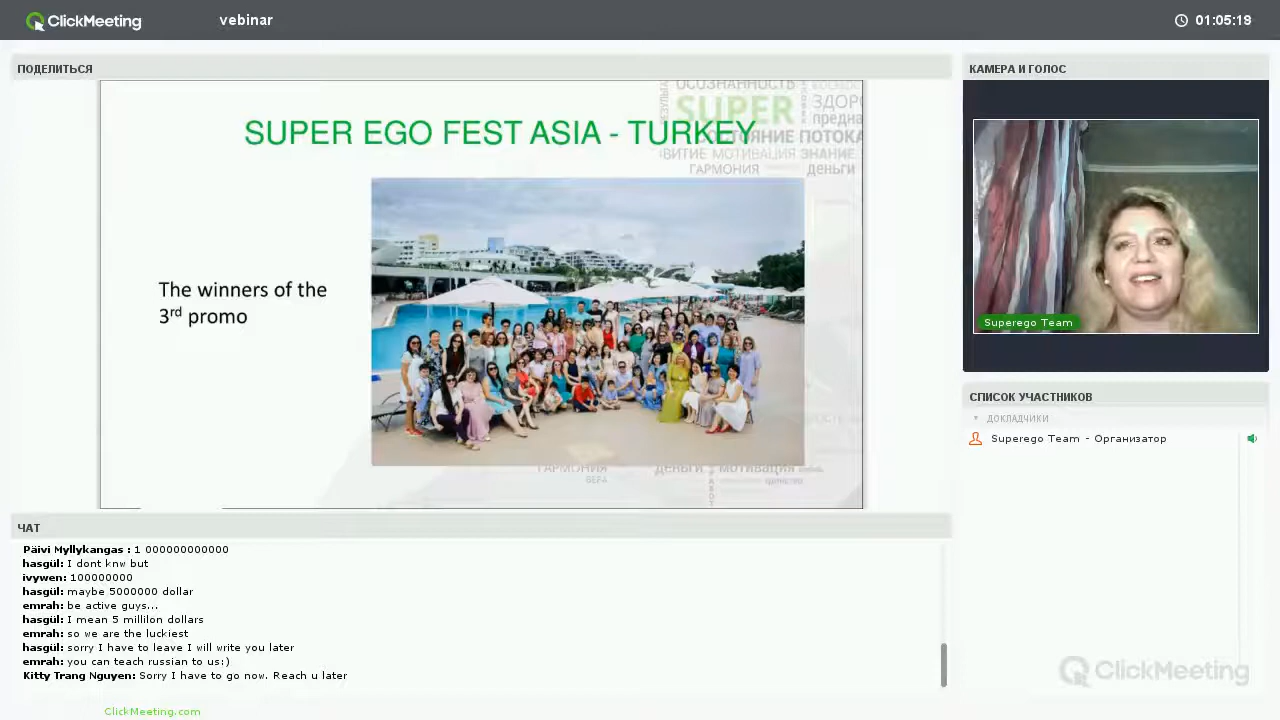 ClickMeeting
vebinar
01:05:19
ПОДЕЛИТЬСЯ
ОСОЗНАННОСТЬ
SUPER
SUPER EGO FEST ASIA - TURKEY
СОСТОЯНИЕ ПОТОКА
МОТИВАЦИЯ ЗНАНИЕ
ГАРМОНИЯ
деньги
The winners of the
3rd promo
ГАРМОНИЯ
деньги
мотивация
ВЕРА
единство
КАМЕРА И ГОЛОС
Superego Team
СПИСОК УЧАСТНИКОВ
ДОКЛАДЧИКИ
Superego Team - Организатор
ЧАТ
Päivi Myllykangas : 1 000000000000
hasgül: I dont knw but
ivywen: 100000000
hasgül: maybe 5000000 dollar
emrah: be active guys...
hasgül: I mean 5 millilon dollars
emrah: so we are the luckiest
hasgül: sorry I have to leave I will write you later
emrah: you can teach russian to us:)
Kitty Trang Nguyen: Sorry I have to go now. Reach u later
ClickMeeting
ClickMeeting.com